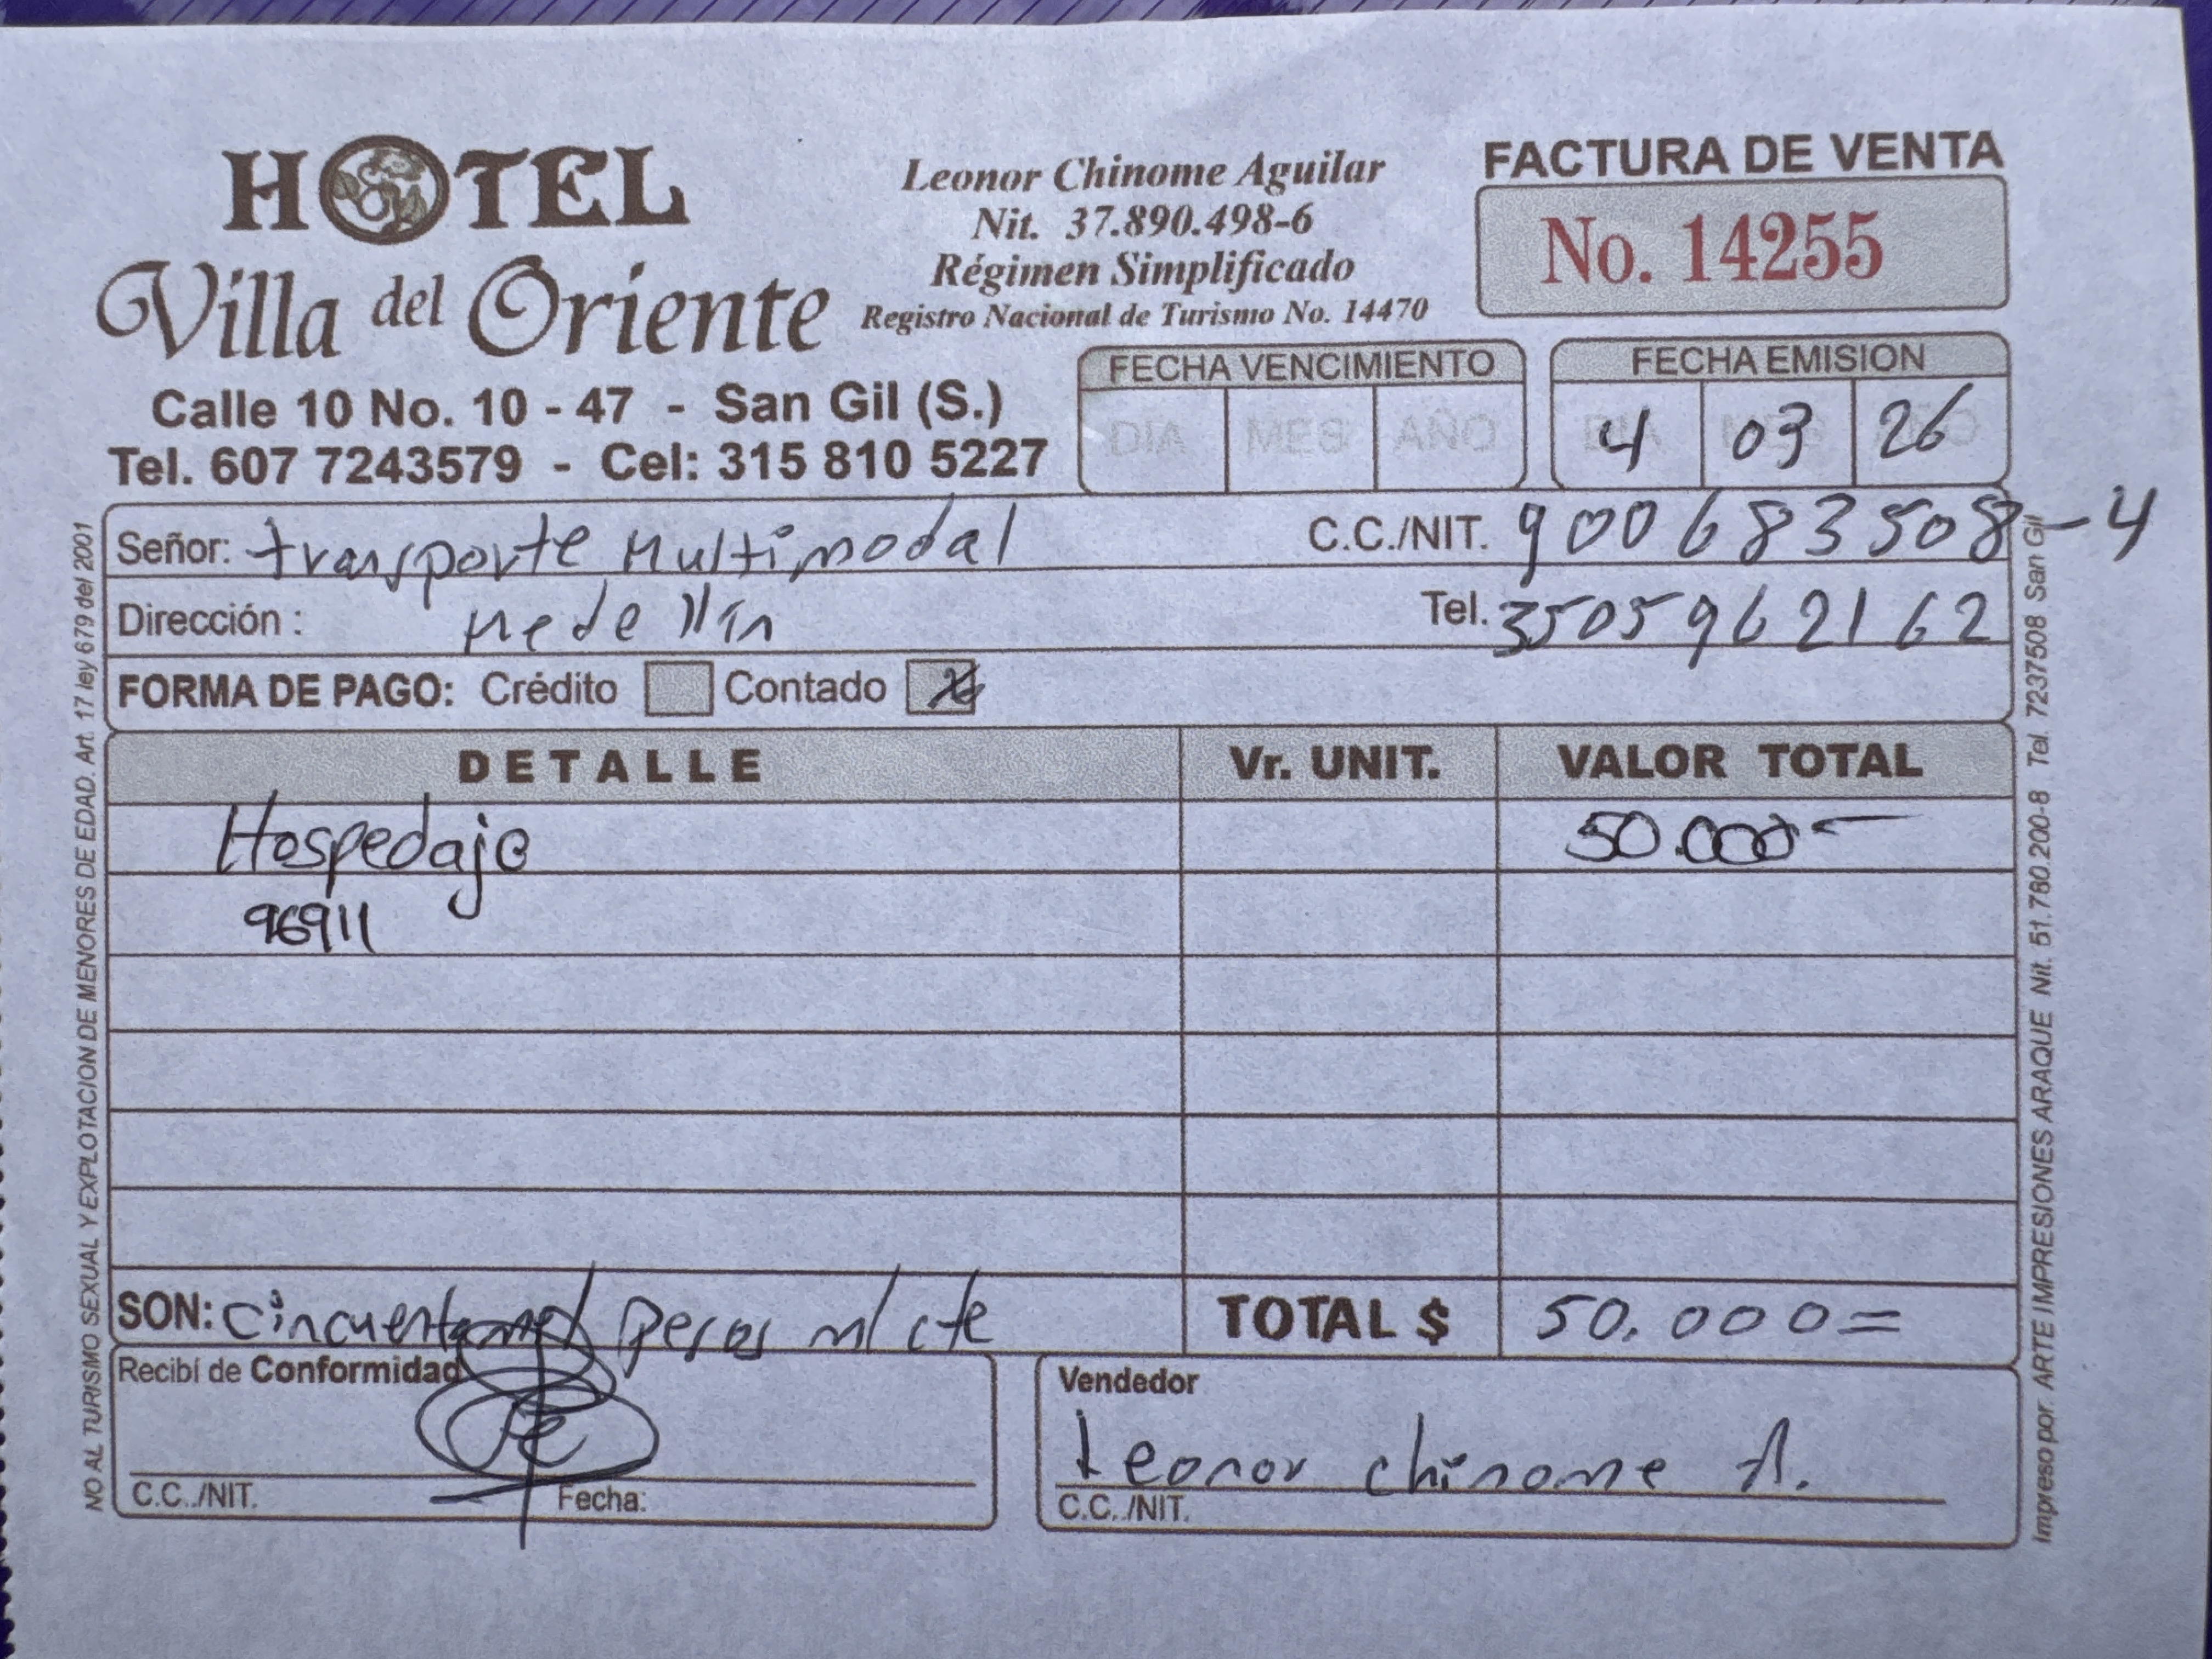 HOTEL
Villa del Oriente
Calle 10 No. 10 - 47 - San Gil (S.)
Tel. 607 7243579 - Cel: 315 810 5227
Leonor Chinome Aguilar
Nit. 37.890.498-6
Régimen Simplificado
Registro Nacional de Turismo No. 14470
FACTURA DE VENTA
No. 14255
FECHA VENCIMIENTO
DIA MES AÑO
FECHA EMISION
4 03 26
Señor: transporte Multimodal C.C./NIT. 900683508-4
Dirección : Medellin Tel. 3505962162
FORMA DE PAGO: Crédito Contado X
DETALLE Vr. UNIT. VALOR TOTAL
Hospedaje 50.000
96911
SON: cincuenta mil pesos m/cte TOTAL $ 50.000=
Recibí de Conformidad
C.C../NIT. Fecha:
Vendedor
Leonor chinome A.
C.C../NIT.
NO AL TURISMO SEXUAL Y EXPLOTACION DE MENORES DE EDAD. Art. 17 ley 679 del 2001
Impreso por: ARTE IMPRESIONES ARAQUE Nit. 51.780.200-8 Tel. 7237508 San Gil